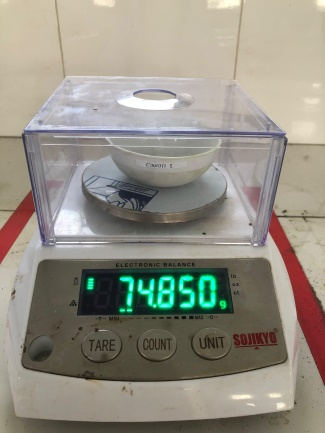 Cawan 1
ELECTRONIC BALANCE
74.850 g
TARE COUNT UNIT SOJIKYO